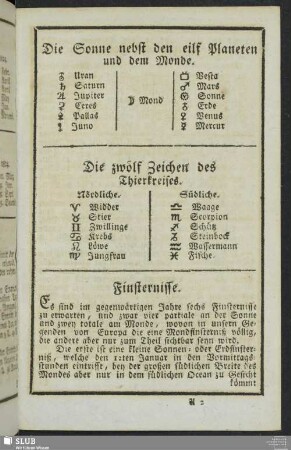 Die Sonne nebst den eilf Planeten
und dem Monde.
♅ Uran
♄ Saturn
♃ Jupiter
⚳ Ceres
⚴ Pallas
⚵ Juno
☽ Mond
Vesta
♂ Mars
☉ Sonne
♁ Erde
♀ Venus
☿ Mercur
Die zwölf Zeichen des
Thierkreises.
Nördliche.
♈ Widder
♉ Stier
♊ Zwillinge
♋ Krebs
♌ Löwe
♍ Jungfrau
Südliche.
♎ Waage
♏ Scorpion
♐ Schütz
♑ Steinbock
♒ Wassermann
♓ Fische.
Finsternisse.
Es sind im gegenwärtigen Jahre sechs Finsternisse
zu erwarten, und zwar vier partiale an der Sonne
und zwey totale am Monde, wovon in unsern Ge-
genden von Europa die eine Mondfinsterniß völlig,
die andere aber nur zum Theil sichtbar seyn wird.
Die erste ist eine kleine Sonnen- oder Erdfinster-
niß, welche den 1sten Januar in den Vormittags-
stunden eintrifft, bey der großen südlichen Breite des
Mondes aber nur in dem südlichen Ocean zu Gesicht
kömmt
A 2
SLUB
Wir führen Wissen.